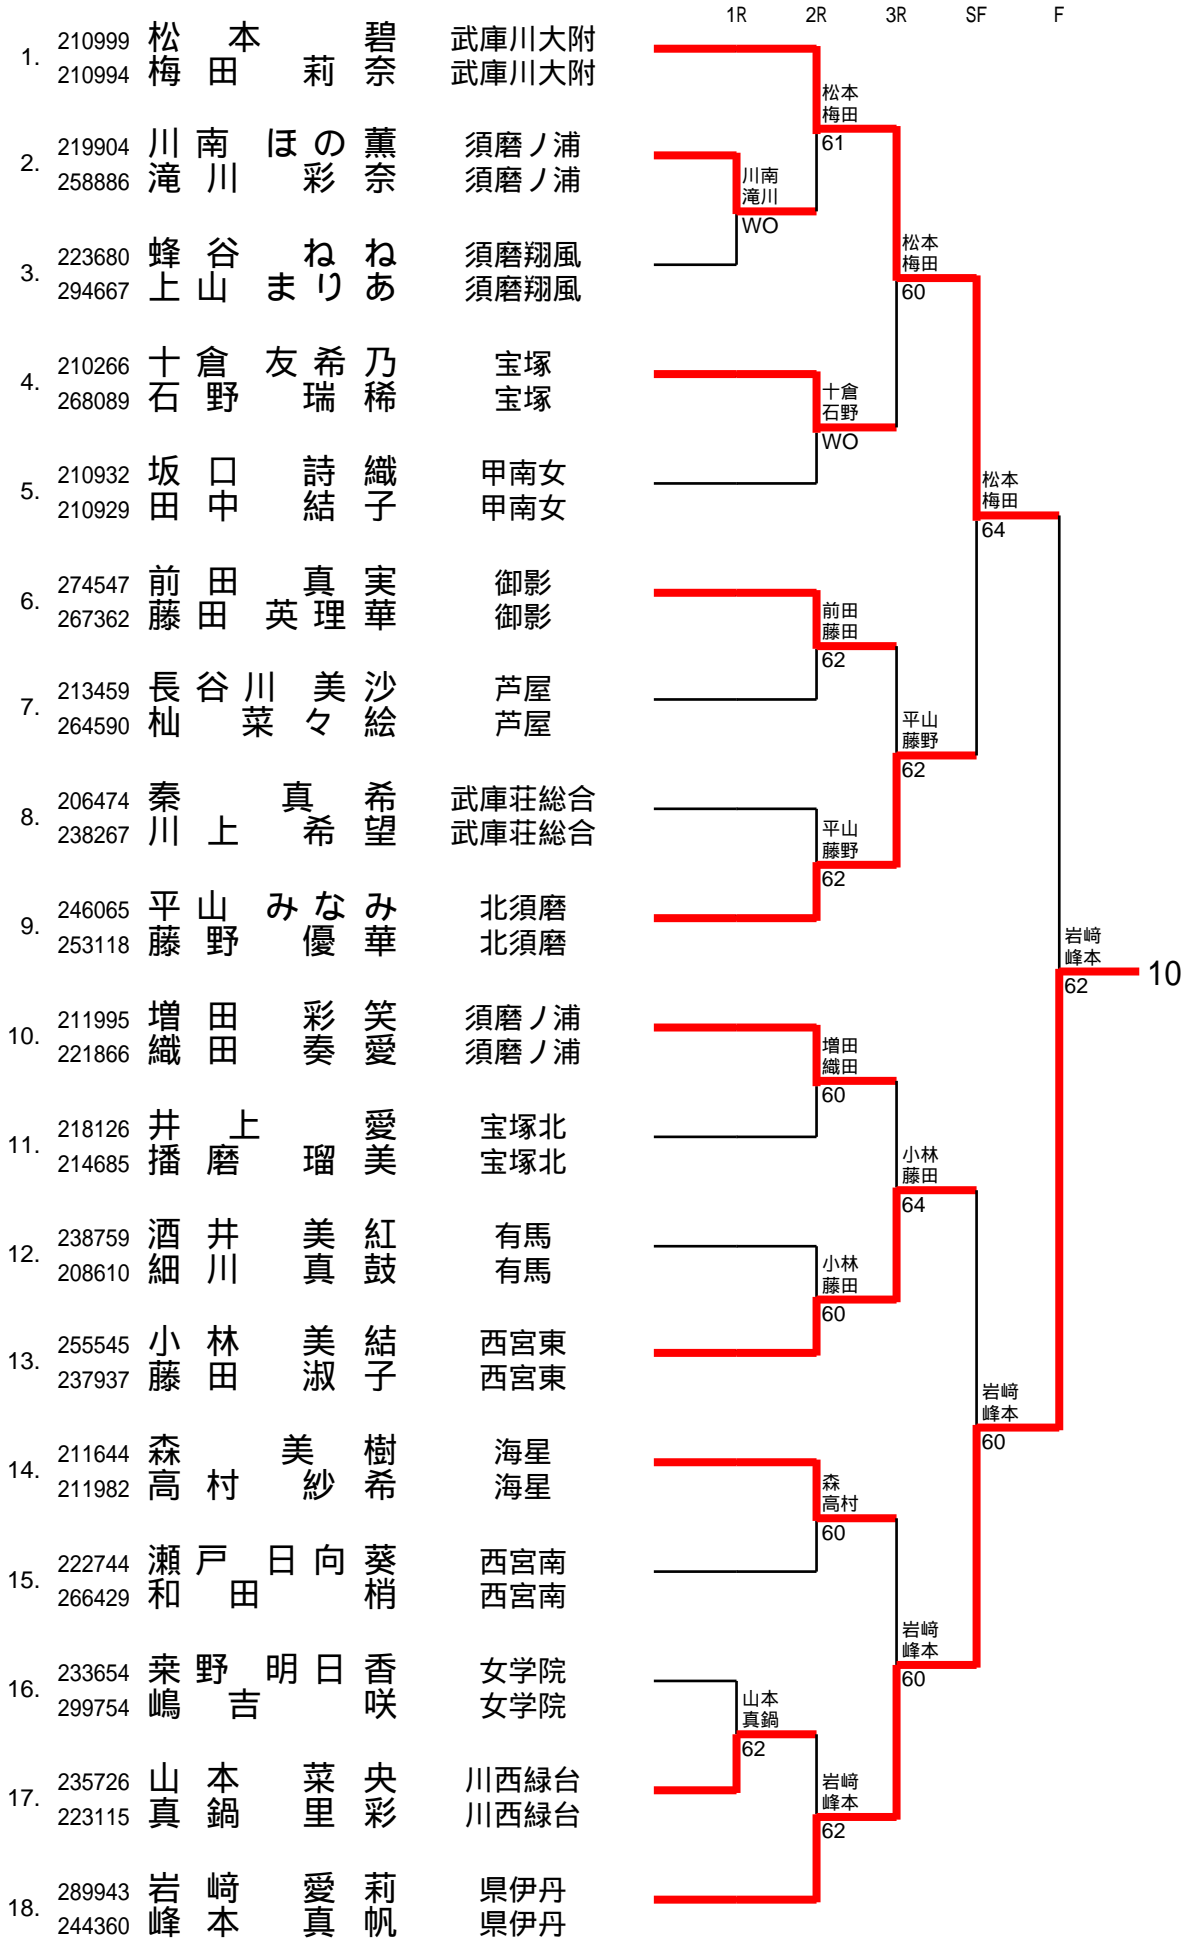 1R 2R 3R SF F
1. 210999 松本 碧 武庫川大附
210994 梅田 莉奈 武庫川大附
松本
梅田
61
2. 219904 川南 ほの薫 須磨ノ浦
258886 滝川 彩奈 須磨ノ浦
川南
滝川
WO
3. 223680 蜂谷 ねね 須磨翔風
294667 上山 まりあ 須磨翔風
松本
梅田
60
4. 210266 十倉 友希乃 宝塚
268089 石野 瑞稀 宝塚
十倉
石野
WO
5. 210932 坂口 詩織 甲南女
210929 田中 結子 甲南女
松本
梅田
64
6. 274547 前田 真実 御影
267362 藤田 英理華 御影
前田
藤田
62
7. 213459 長谷川 美沙 芦屋
264590 杣 菜々絵 芦屋
平山
藤野
62
8. 206474 秦 真希 武庫荘総合
238267 川上 希望 武庫荘総合
平山
藤野
62
9. 246065 平山 みなみ 北須磨
253118 藤野 優華 北須磨
岩﨑
峰本
62
10
10. 211995 増田 彩笑 須磨ノ浦
221866 織田 奏愛 須磨ノ浦
増田
織田
60
11. 218126 井上 愛 宝塚北
214685 播磨 瑠美 宝塚北
小林
藤田
64
12. 238759 酒井 美紅 有馬
208610 細川 真鼓 有馬
小林
藤田
60
13. 255545 小林 美結 西宮東
237937 藤田 淑子 西宮東
岩﨑
峰本
60
14. 211644 森 美樹 海星
211982 高村 紗希 海星
森
高村
60
15. 222744 瀬戸 日向葵 西宮南
266429 和田 梢 西宮南
岩﨑
峰本
60
16. 233654 桒野 明日香 女学院
299754 嶋吉 咲 女学院
山本
真鍋
62
17. 235726 山本 菜央 川西緑台
223115 真鍋 里彩 川西緑台
岩﨑
峰本
62
18. 289943 岩﨑 愛莉 県伊丹
244360 峰本 真帆 県伊丹